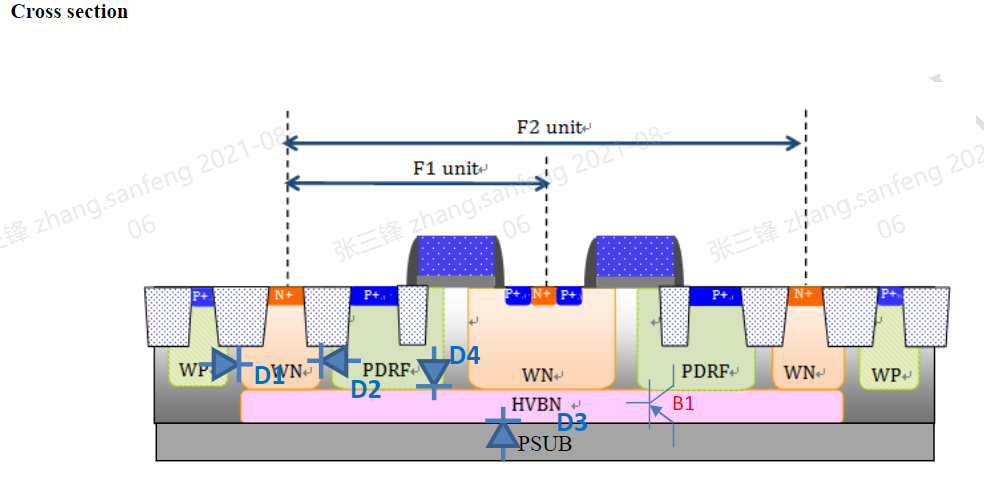 Cross section
F2 unit
F1 unit
张三锋 zhang.sanfeng 2021-08-
06
张三锋 zhang.sanfeng 2021-08-
06
张三锋 zhang.sanfeng 202
06
P+ N+ P+ P+ N+ P+ P+ N+ P+
WP WN PDRF WN PDRF WN WP
D1 D2 D4
HVBN
B1
D3
PSUB